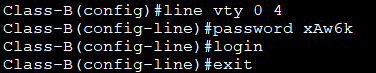 Class-B(config)#line vty 0 4
Class-B(config-line)#password xAw6k
Class-B(config-line)#login
Class-B(config-line)#exit